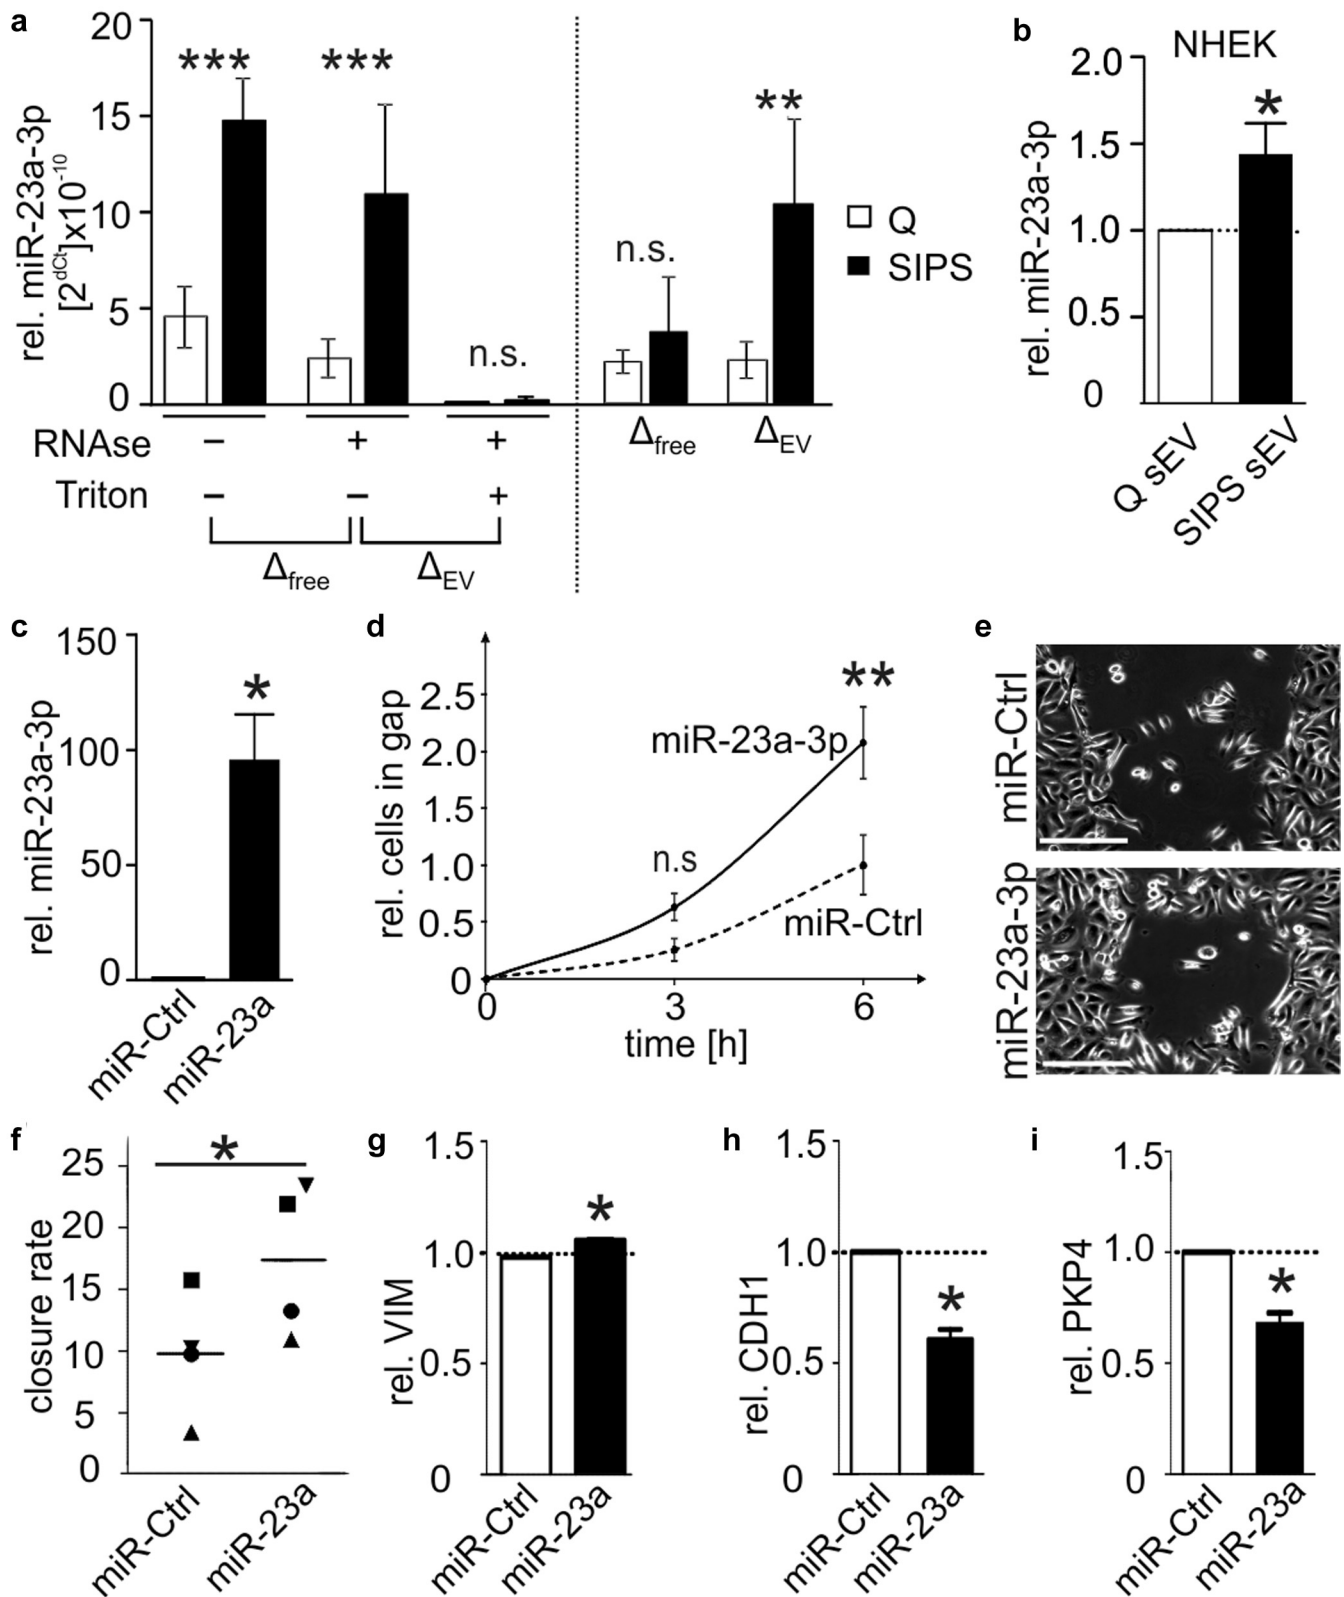 a
rel. miR-23a-3p
[2^dCt]x10^-10
20
15
10
5
0
***
***
n.s.
n.s.
**
Q
SIPS
RNAse
− + +
Triton
− − +
Δfree
ΔEV
Δfree
ΔEV
b
NHEK
rel. miR-23a-3p
2.0
1.5
1.0
0.5
0
*
Q sEV
SIPS sEV
c
rel. miR-23a-3p
150
100
50
0
*
miR-Ctrl
miR-23a
d
rel. cells in gap
2.5
2.0
1.5
1.0
0.5
0
**
miR-23a-3p
n.s
miR-Ctrl
0 3 6
time [h]
e
miR-Ctrl
miR-23a-3p
f
closure rate
25
20
15
10
5
0
*
miR-Ctrl
miR-23a
g
rel. VIM
1.5
1.0
0.5
0
*
miR-Ctrl
miR-23a
h
rel. CDH1
1.5
1.0
0.5
0
*
miR-Ctrl
miR-23a
i
rel. PKP4
1.5
1.0
0.5
0
*
miR-Ctrl
miR-23a